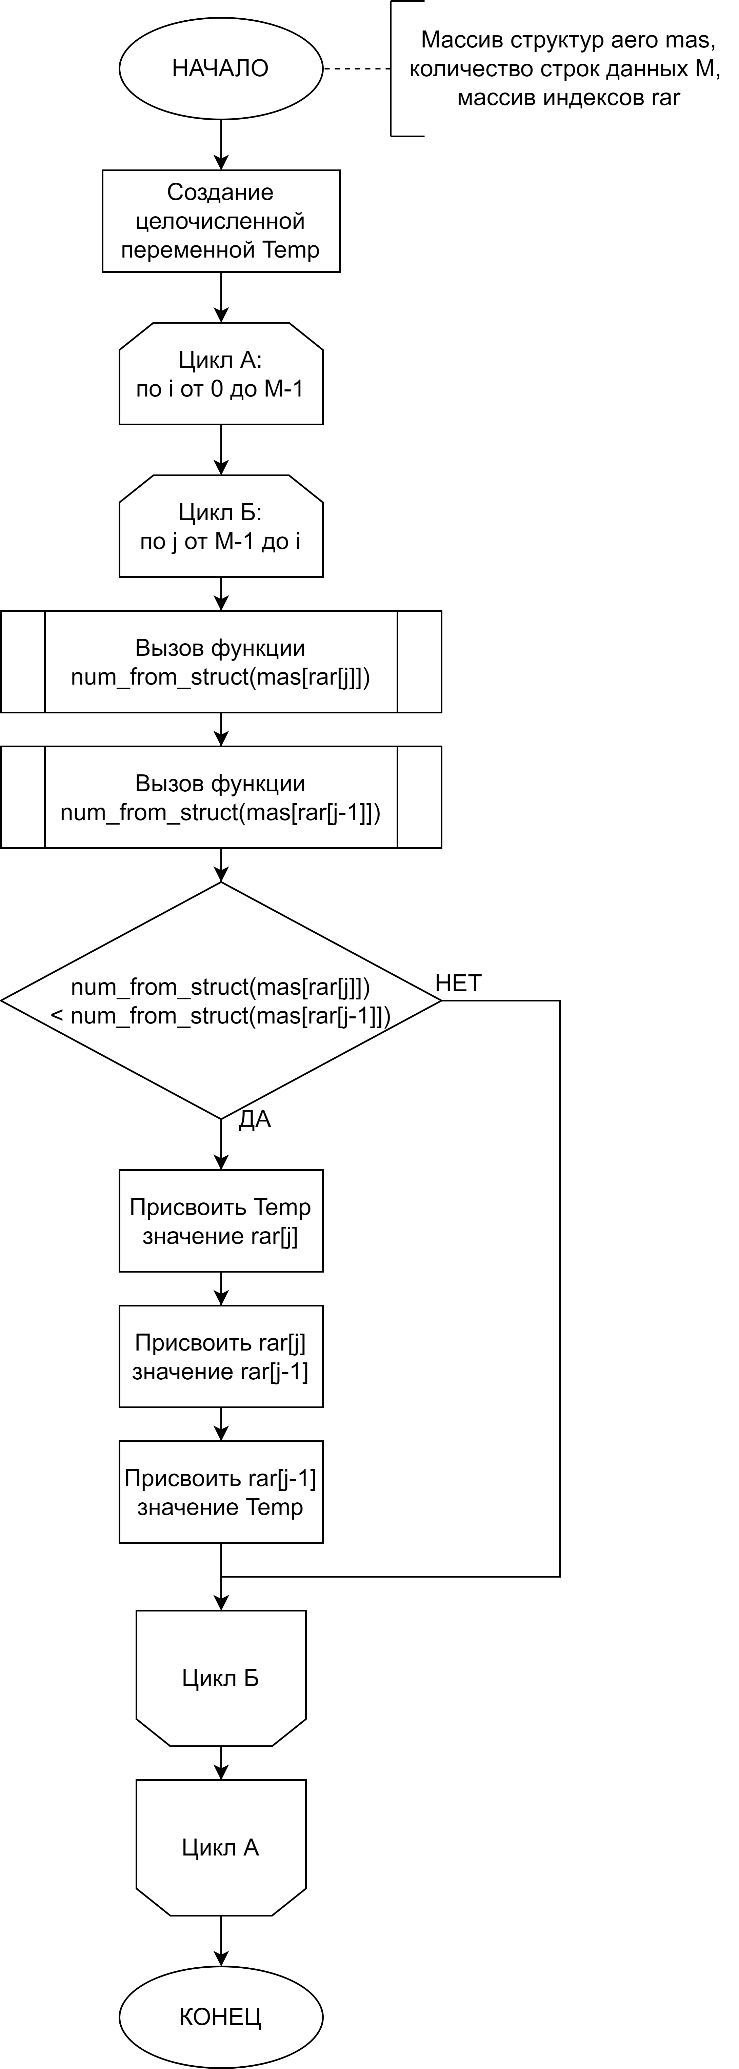 НАЧАЛО
Массив структур aero mas,
количество строк данных M,
массив индексов rar
Создание
целочисленной
переменной Temp
Цикл А:
по i от 0 до M-1
Цикл Б:
по j от M-1 до i
Вызов функции
num_from_struct(mas[rar[j]])
Вызов функции
num_from_struct(mas[rar[j-1]])
num_from_struct(mas[rar[j]])
< num_from_struct(mas[rar[j-1]])
НЕТ
ДА
Присвоить Temp
значение rar[j]
Присвоить rar[j]
значение rar[j-1]
Присвоить rar[j-1]
значение Temp
Цикл Б
Цикл А
КОНЕЦ